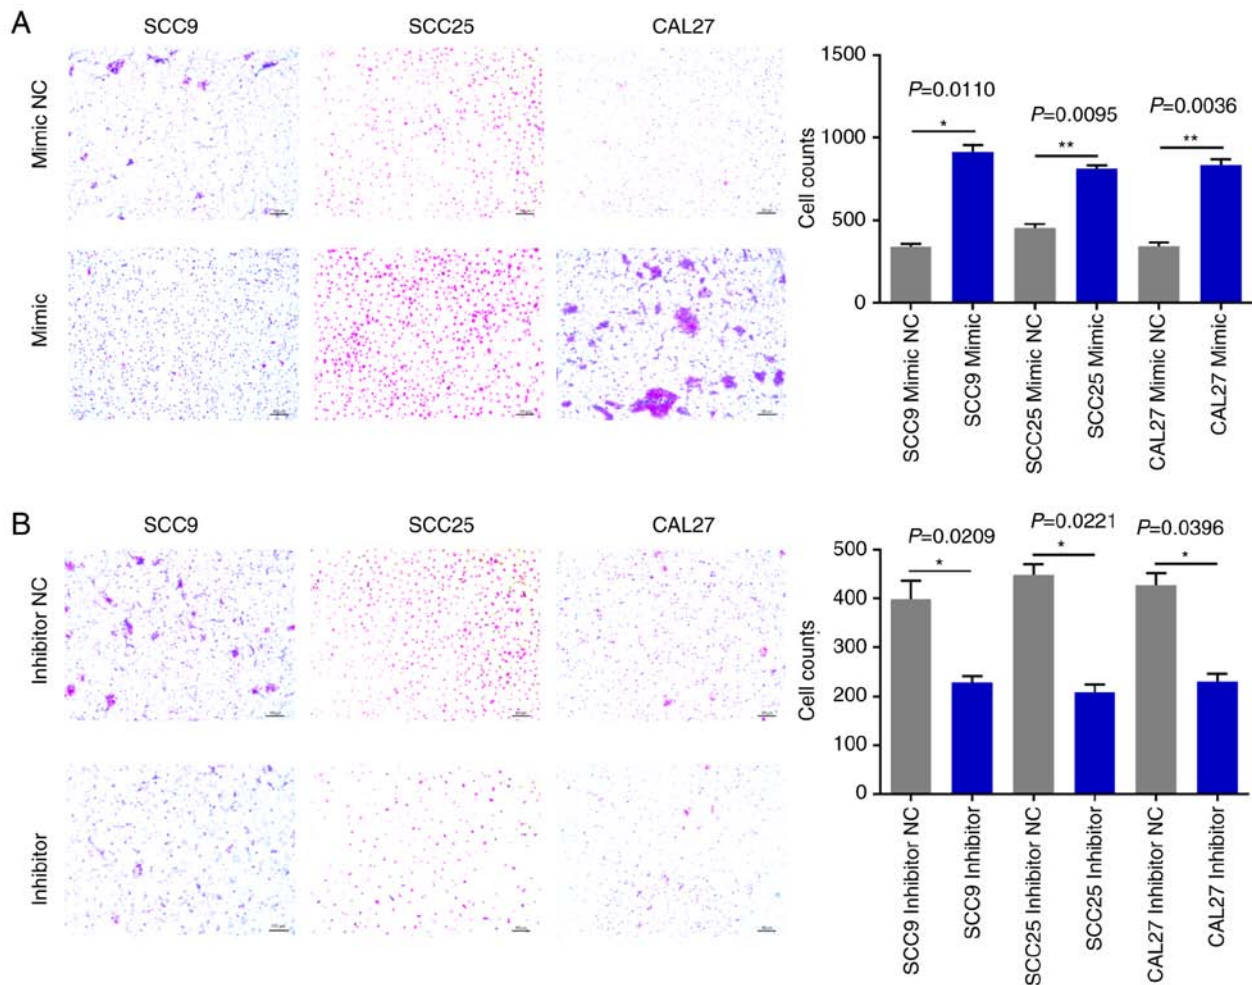 A
SCC9 SCC25 CAL27
Mimic NC
Mimic
1500
1000
500
0
Cell counts
P=0.0110
P=0.0095
P=0.0036
*
**
**
SCC9 Mimic NC
SCC9 Mimic
SCC25 Mimic NC
SCC25 Mimic
CAL27 Mimic NC
CAL27 Mimic
B
SCC9 SCC25 CAL27
Inhibitor NC
Inhibitor
500
400
300
200
100
0
Cell counts
P=0.0209
P=0.0221
P=0.0396
*
*
*
SCC9 Inhibitor NC
SCC9 Inhibitor
SCC25 Inhibitor NC
SCC25 Inhibitor
CAL27 Inhibitor NC
CAL27 Inhibitor